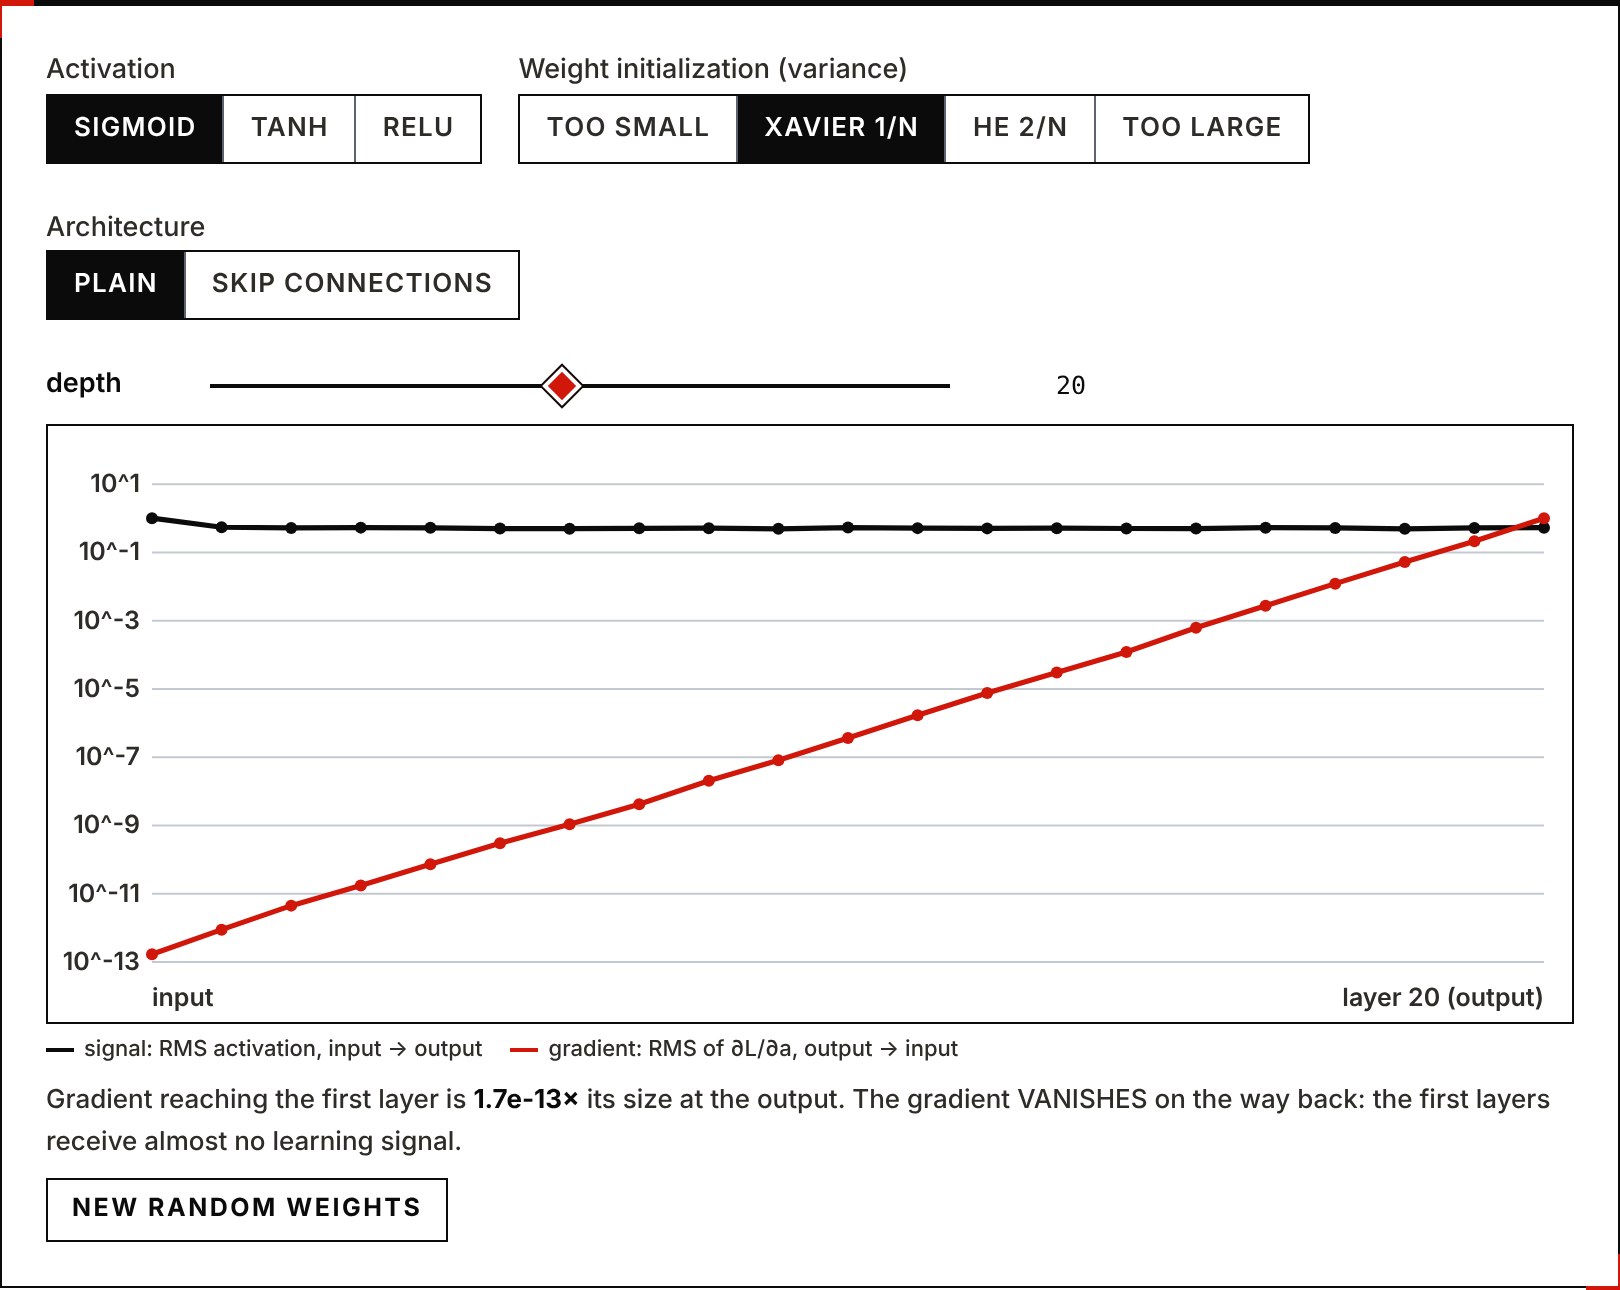 Activation
Weight initialization (variance)
SIGMOID TANH RELU
TOO SMALL XAVIER 1/N HE 2/N TOO LARGE
Architecture
PLAIN SKIP CONNECTIONS
depth 20
10^1
10^-1
10^-3
10^-5
10^-7
10^-9
10^-11
10^-13
input
layer 20 (output)
signal: RMS activation, input → output
gradient: RMS of ∂L/∂a, output → input
Gradient reaching the first layer is 1.7e-13× its size at the output. The gradient VANISHES on the way back: the first layers
receive almost no learning signal.
NEW RANDOM WEIGHTS